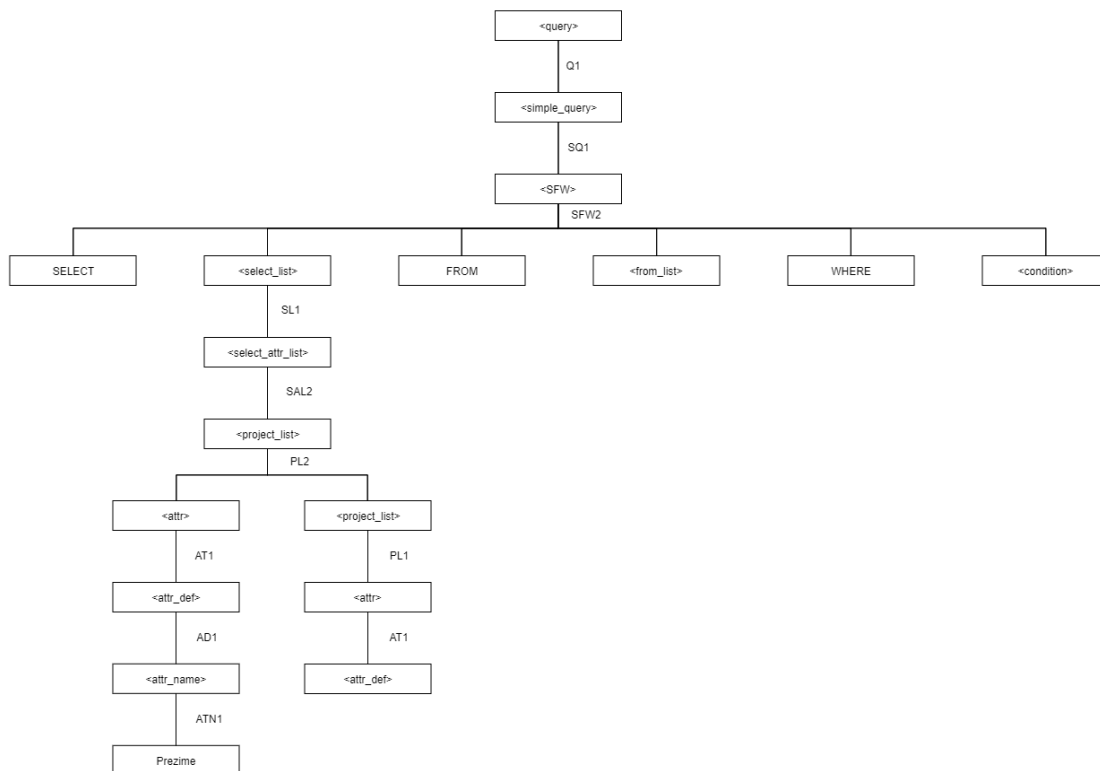 <query>
Q1
<simple_query>
SQ1
<SFW>
SFW2
SELECT
<select_list>
FROM
<from_list>
WHERE
<condition>
SL1
<select_attr_list>
SAL2
<project_list>
PL2
<attr>
<project_list>
AT1
PL1
<attr_def>
<attr>
AD1
AT1
<attr_name>
<attr_def>
ATN1
Prezime